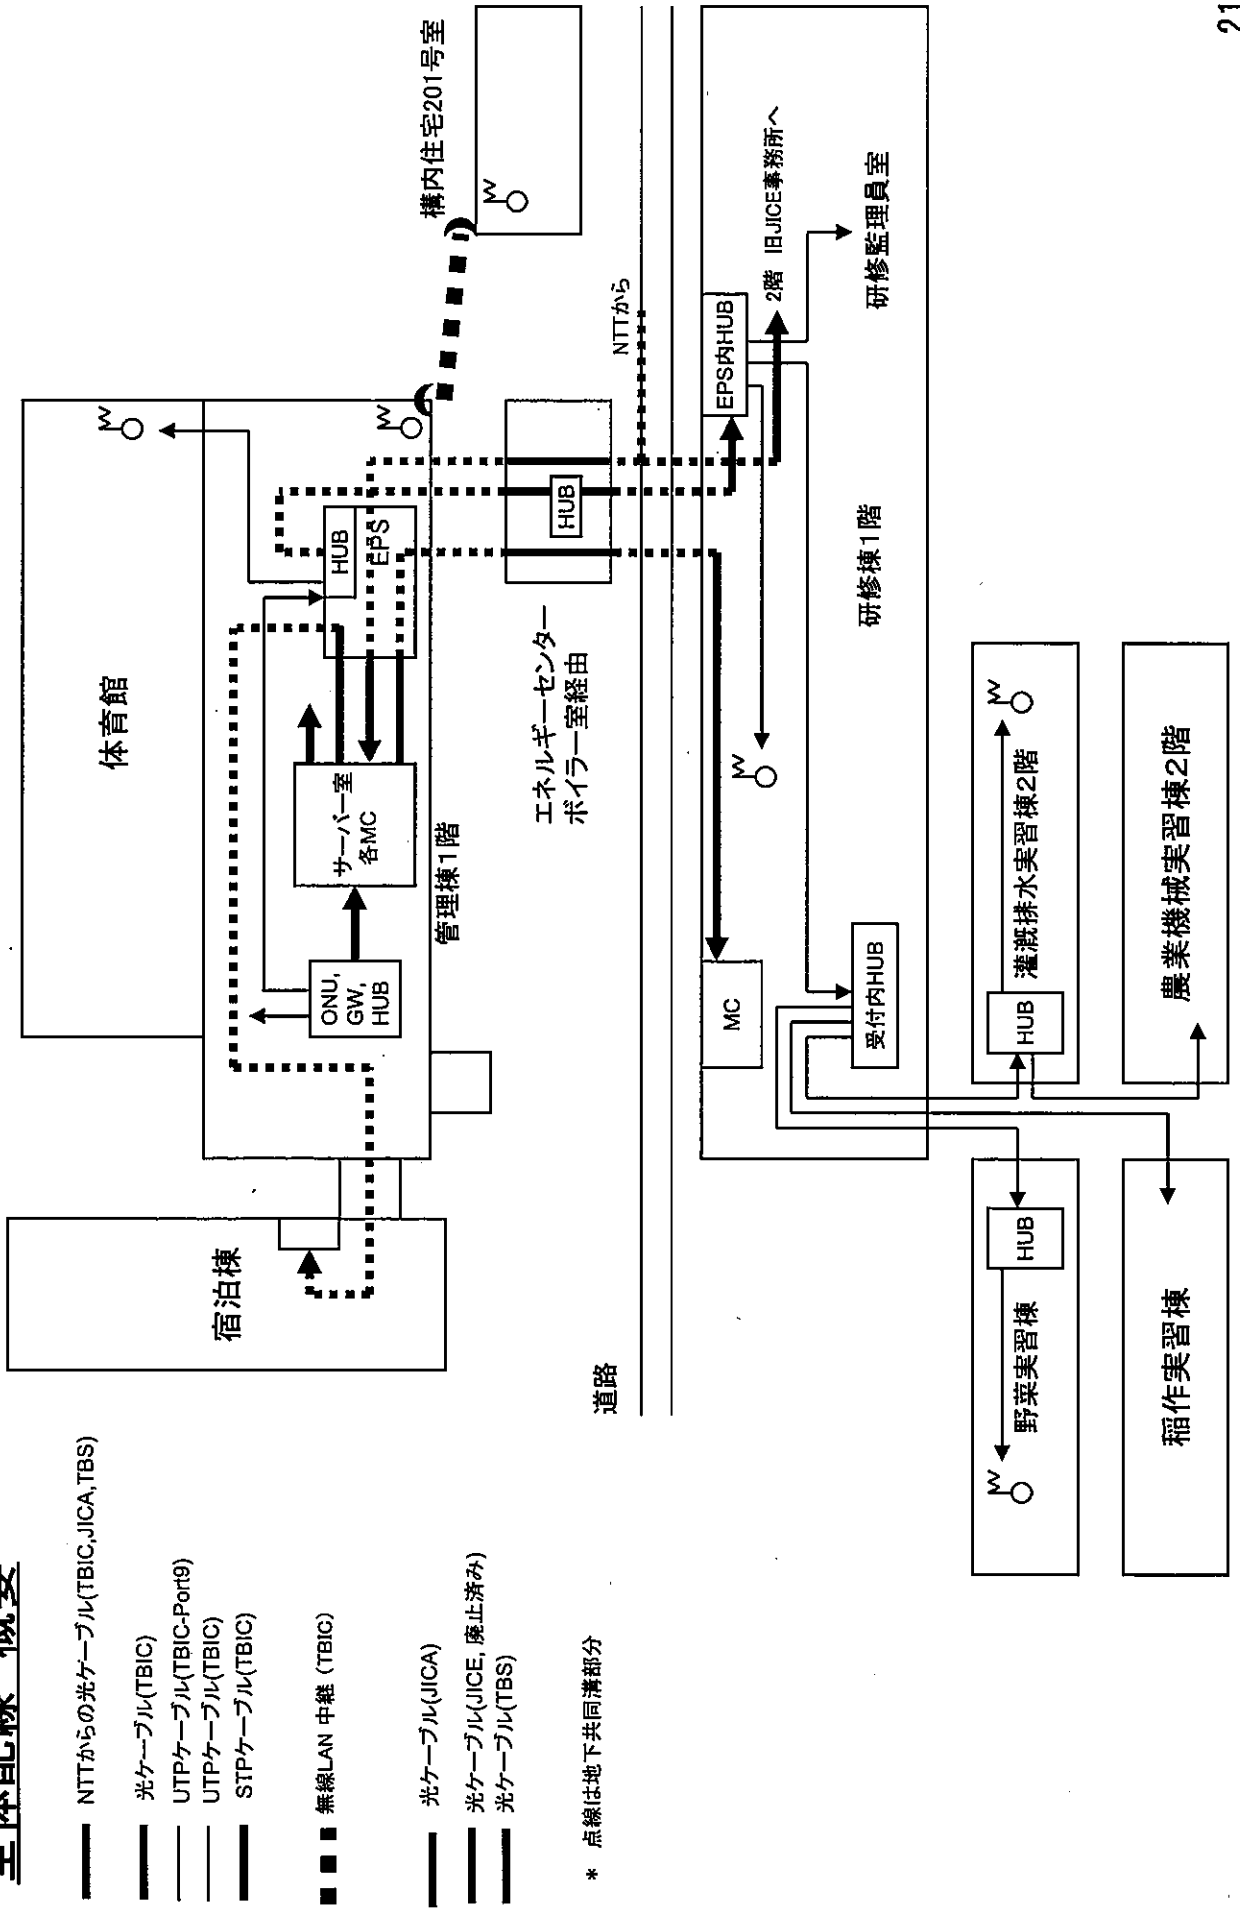 全体配線 概要
NTTからの光ケーブル(TBIC,JICA,TBS)
光ケーブル(TBIC)
UTPケーブル(TBIC-Port9)
UTPケーブル(TBIC)
STPケーブル(TBIC)
無線LAN 中継 (TBIC)
光ケーブル(JICA)
光ケーブル(JICE, 廃止済み)
光ケーブル(TBS)
* 点線は地下共同溝部分
宿泊棟
体育館
ONU,
GW,
HUB
サーバー室
各MC
HUB
EPS
管理棟1階
構内住宅201号室
エネルギーセンター
ボイラー室経由
HUB
NTTから
道路
MC
EPS内HUB
2階 旧JICE事務所へ
研修監理員室
研修棟1階
受付内HUB
野菜実習棟
HUB
灌漑排水実習棟2階
HUB
稲作実習棟
農業機械実習棟2階
21